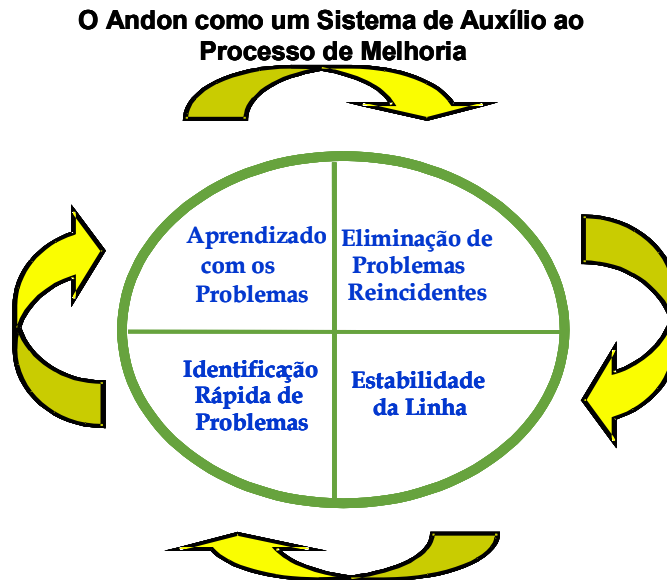 O Andon como um Sistema de Auxílio ao
Processo de Melhoria
Aprendizado
com os
Problemas
Eliminação de
Problemas
Reincidentes
Identificação
Rápida de
Problemas
Estabilidade
da Linha